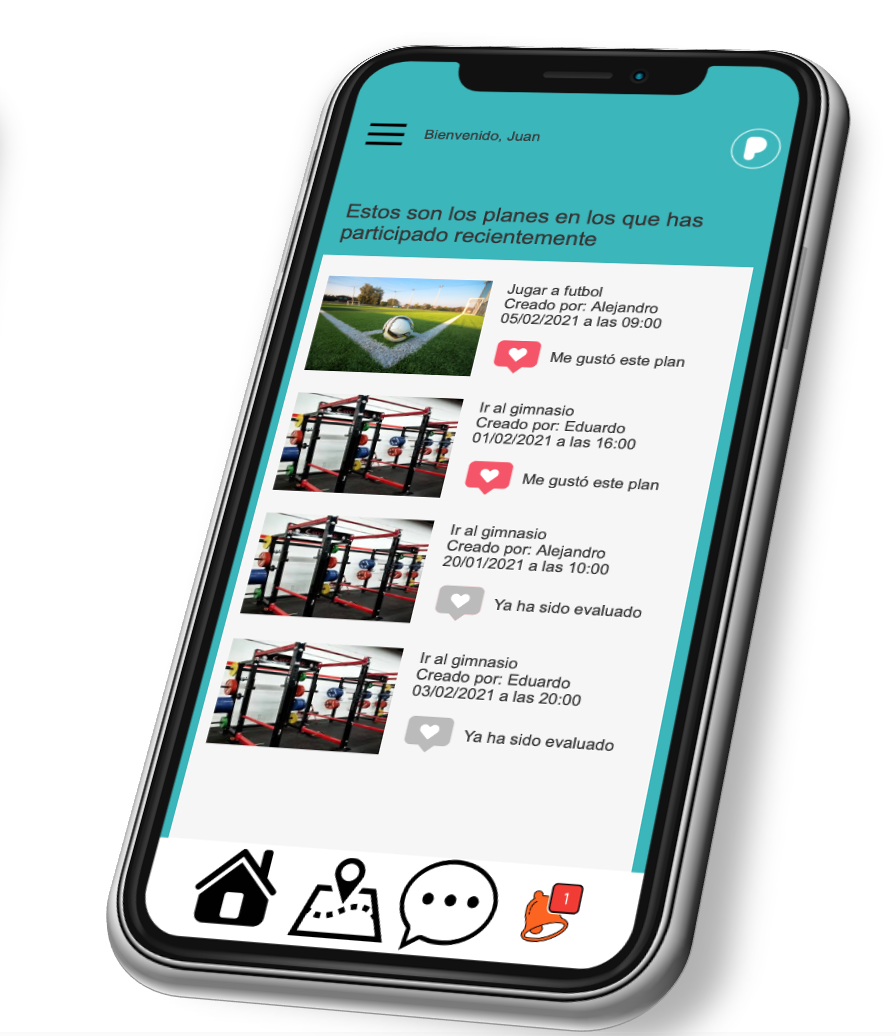 Bienvenido, Juan
P
Estos son los planes en los que has
participado recientemente
Jugar a futbol
Creado por: Alejandro
05/02/2021 a las 09:00
Me gustó este plan
Ir al gimnasio
Creado por: Eduardo
01/02/2021 a las 16:00
Me gustó este plan
Ir al gimnasio
Creado por: Alejandro
20/01/2021 a las 10:00
Ya ha sido evaluado
Ir al gimnasio
Creado por: Eduardo
03/02/2021 a las 20:00
Ya ha sido evaluado
1